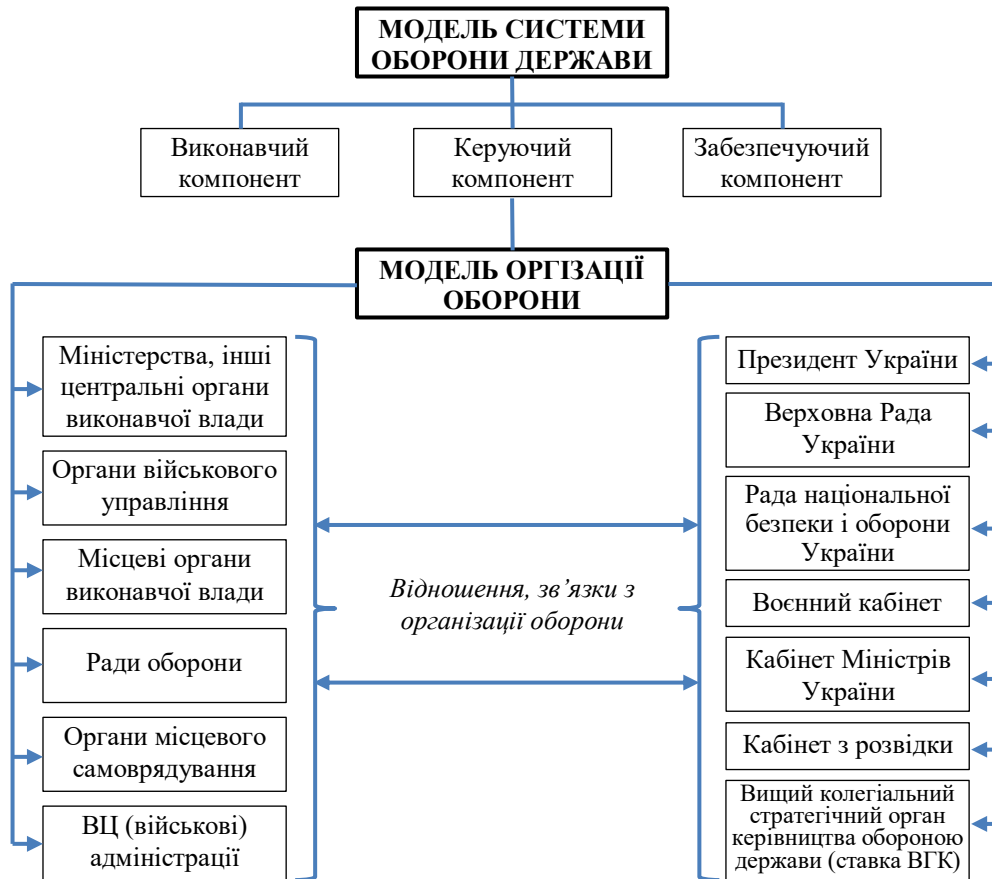 МОДЕЛЬ СИСТЕМИ
ОБОРОНИ ДЕРЖАВИ
Виконавчий
компонент
Керуючий
компонент
Забезпечуючий
компонент
МОДЕЛЬ ОРГІЗАЦІЇ
ОБОРОНИ
Міністерства, інші
центральні органи
виконавчої влади
Органи військового
управління
Місцеві органи
виконавчої влади
Ради оборони
Органи місцевого
самоврядування
ВЦ (військові)
адміністрації
Відношення, зв’язки з
організації оборони
Президент України
Верховна Рада
України
Рада національної
безпеки і оборони
України
Воєнний кабінет
Кабінет Міністрів
України
Кабінет з розвідки
Вищий колегіальний
стратегічний орган
керівництва обороною
держави (ставка ВГК)